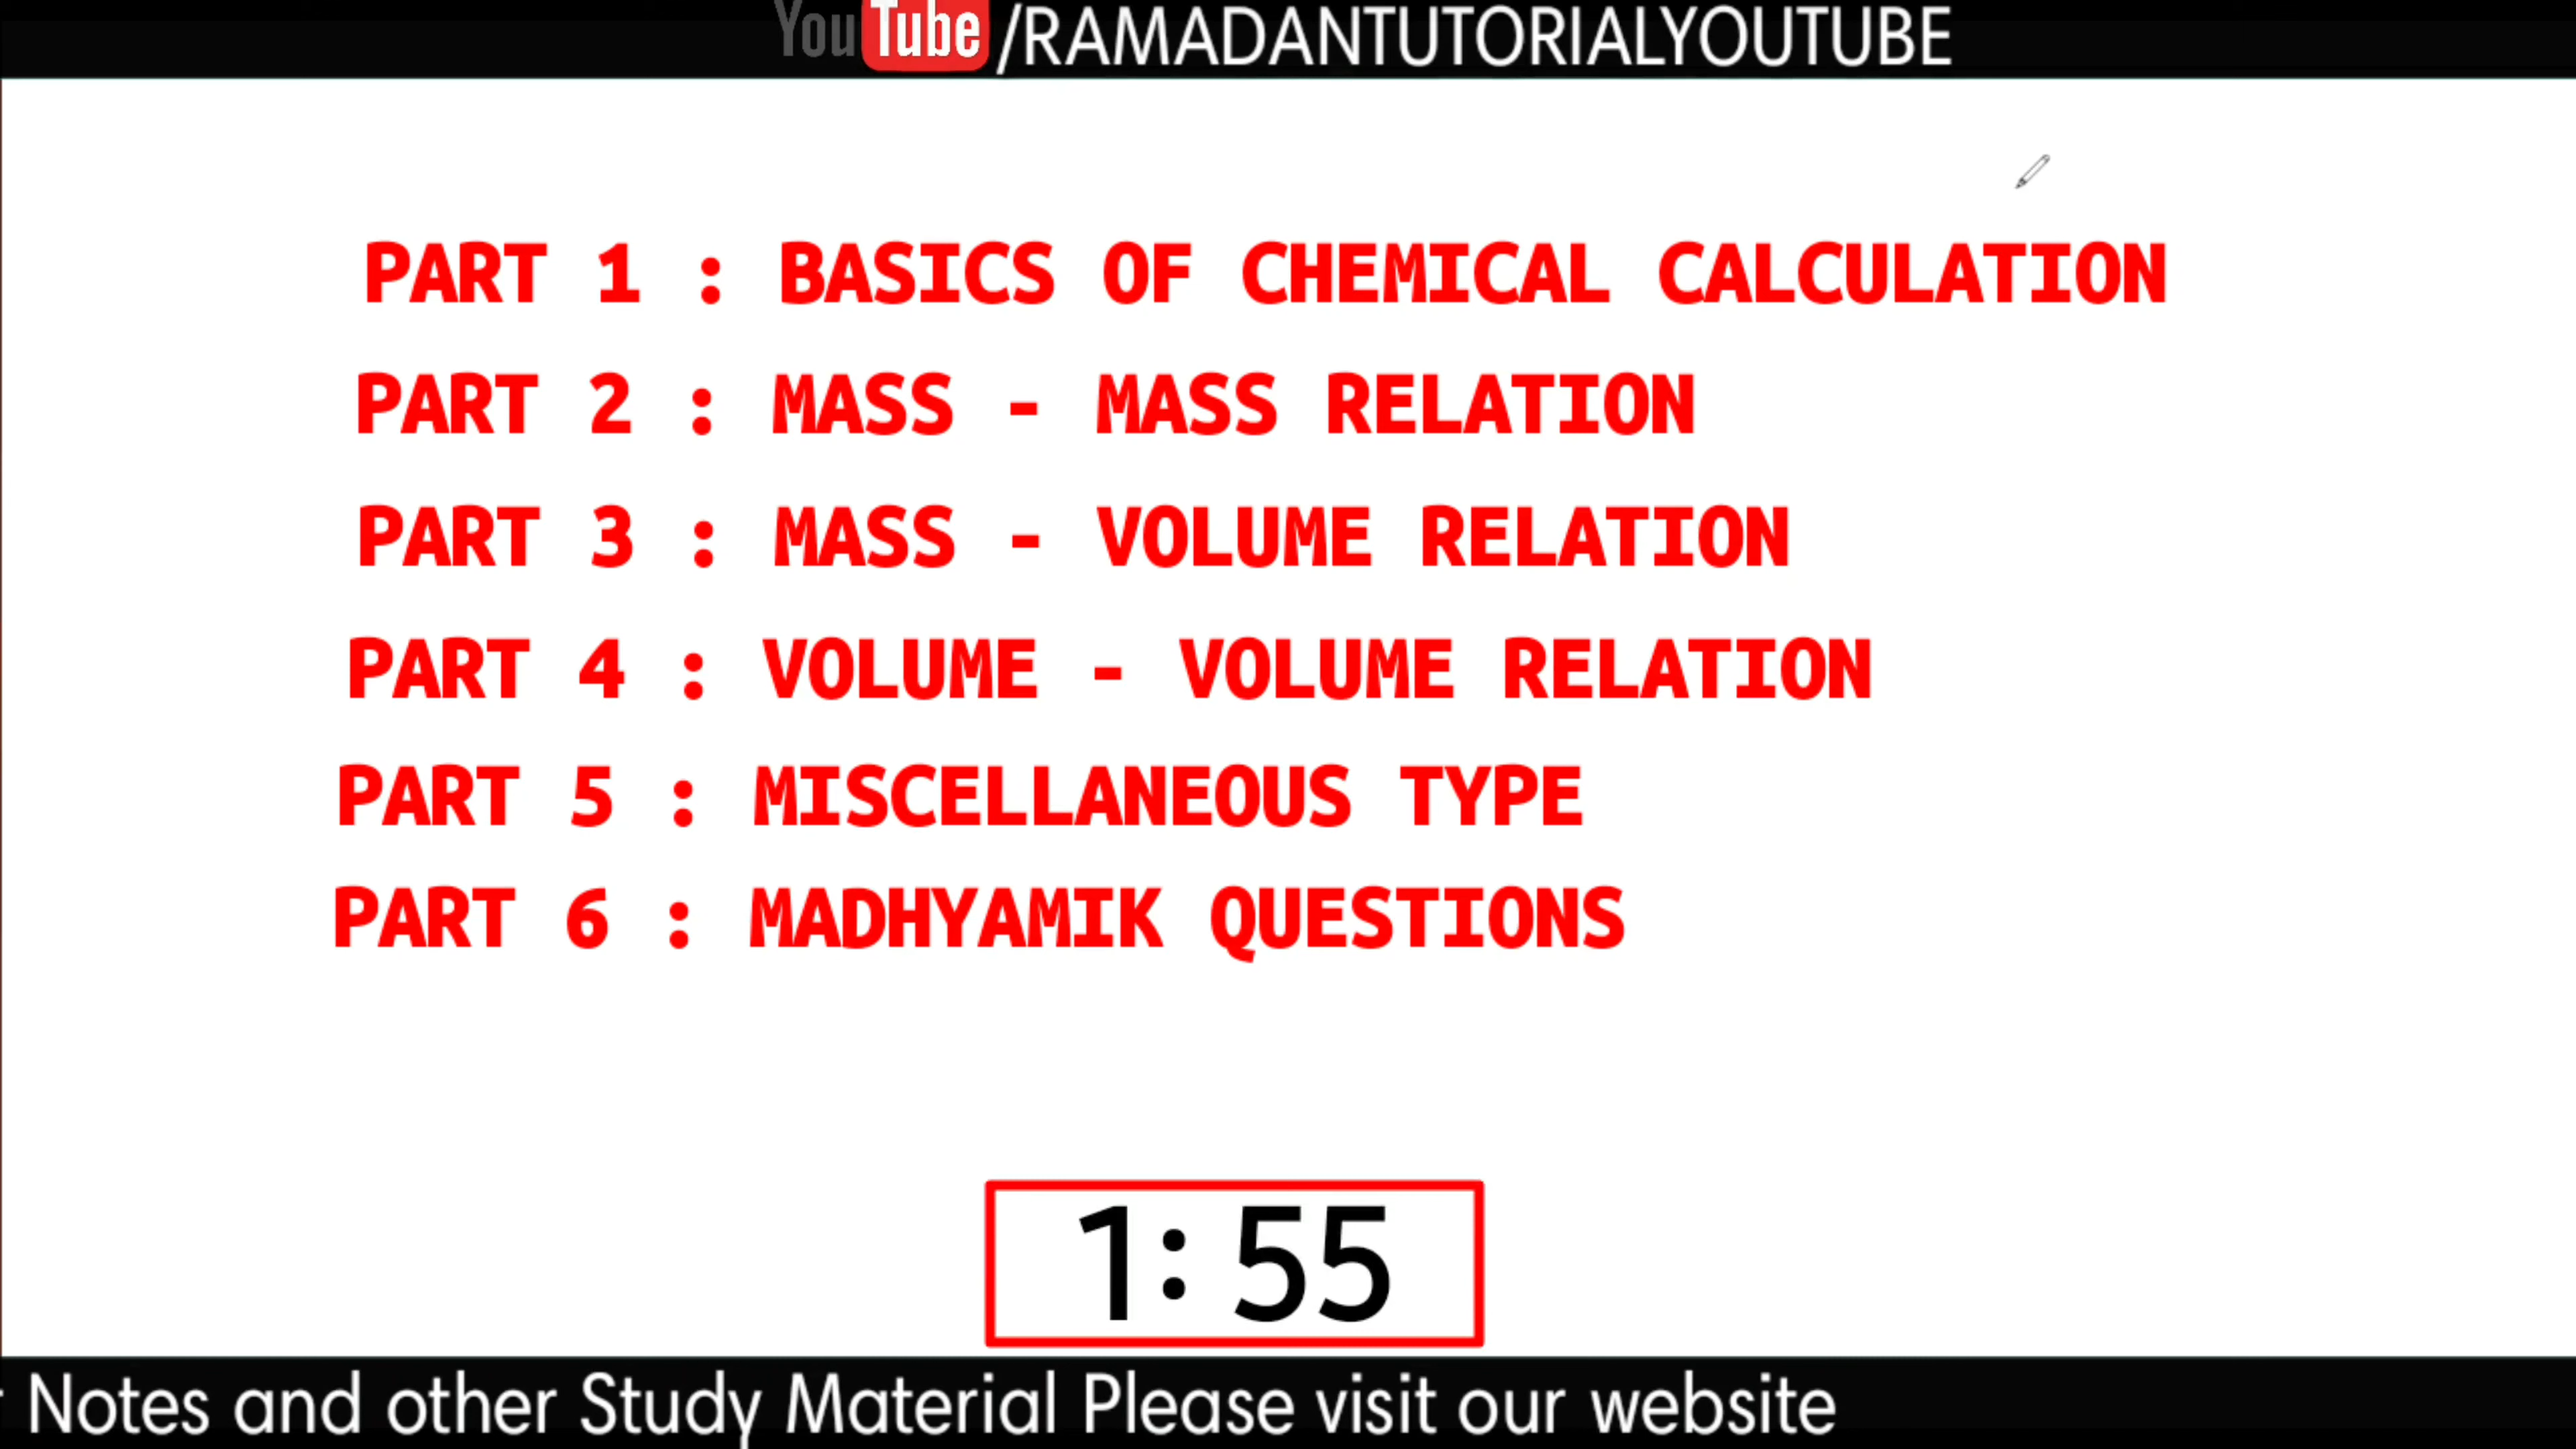 YouTube /RAMADANTUTORIALYOUTUBE
PART 1 : BASICS OF CHEMICAL CALCULATION
PART 2 : MASS - MASS RELATION
PART 3 : MASS - VOLUME RELATION
PART 4 : VOLUME - VOLUME RELATION
PART 5 : MISCELLANEOUS TYPE
PART 6 : MADHYAMIK QUESTIONS
1: 55
Notes and other Study Material Please visit our website